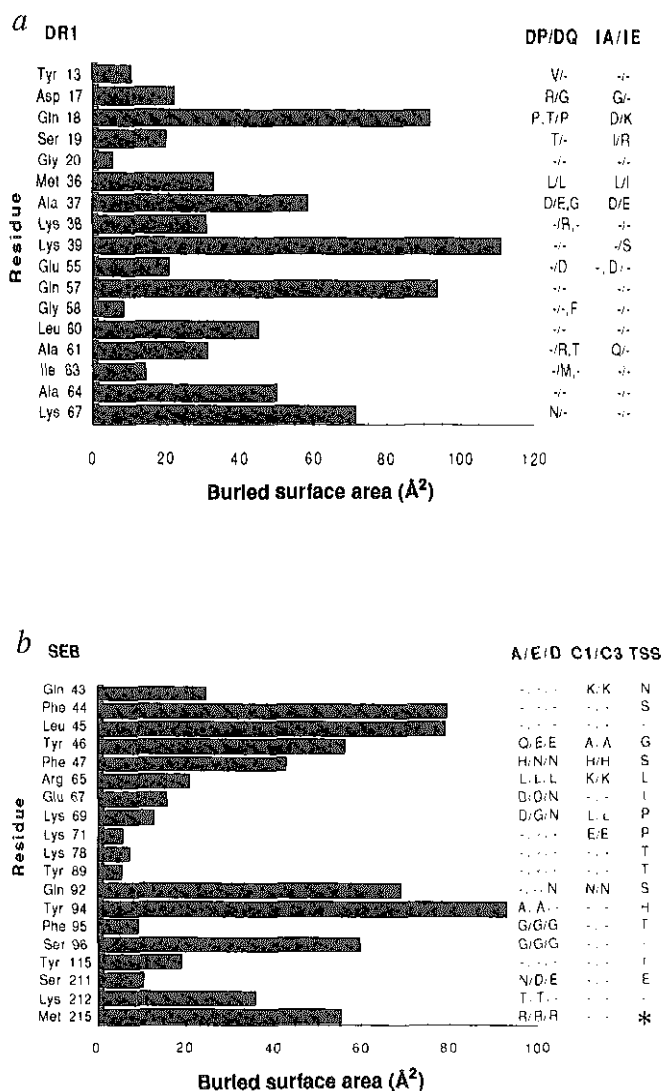 a DR1 DP/DQ IA/IE
Tyr 13 V/- -/-
Asp 17 R/G G/-
Gln 18 P,T/P D/K
Ser 19 T/- I/R
Gly 20 -/- -/-
Met 36 L/L L/I
Ala 37 D/E,G D/E
Lys 38 -/R,- -/-
Lys 39 -/- -/S
Glu 55 -/D -,D/-
Gln 57 -/- -/-
Gly 58 -/-,F -/-
Leu 60 -/- -/-
Ala 61 -/R,T Q/-
Ile 63 -/M,- -/-
Ala 64 -/- -/-
Lys 67 N/- -/-
Residue
0 20 40 60 80 100 120
Buried surface area (Å²)
b SEB A/E/D C1/C3 TSS
Gln 43 -,-,- K/K N
Phe 44 -,-,- -,- S
Leu 45 -,-,- -,- -
Tyr 46 Q/E/E A/A G
Phe 47 H/N/N H/H S
Arg 65 L/L/L K/K L
Glu 67 D/D/N -,-
Lys 69 D/G/N L/L P
Lys 71 -,-,- E/E P
Lys 78 -,-,- -,- T
Tyr 89 -,-,- -,- T
Gln 92 -,-,N N/N S
Tyr 94 A,A,- -,- H
Phe 95 G/G/G -,- T
Ser 96 G/G/G -,- -
Tyr 115 -,-,- -,-
Ser 211 N/D/E -,- E
Lys 212 T,T,- -,- -
Met 215 R/R/R -,- *
Residue
0 20 40 60 80 100
Buried surface area (Å²)